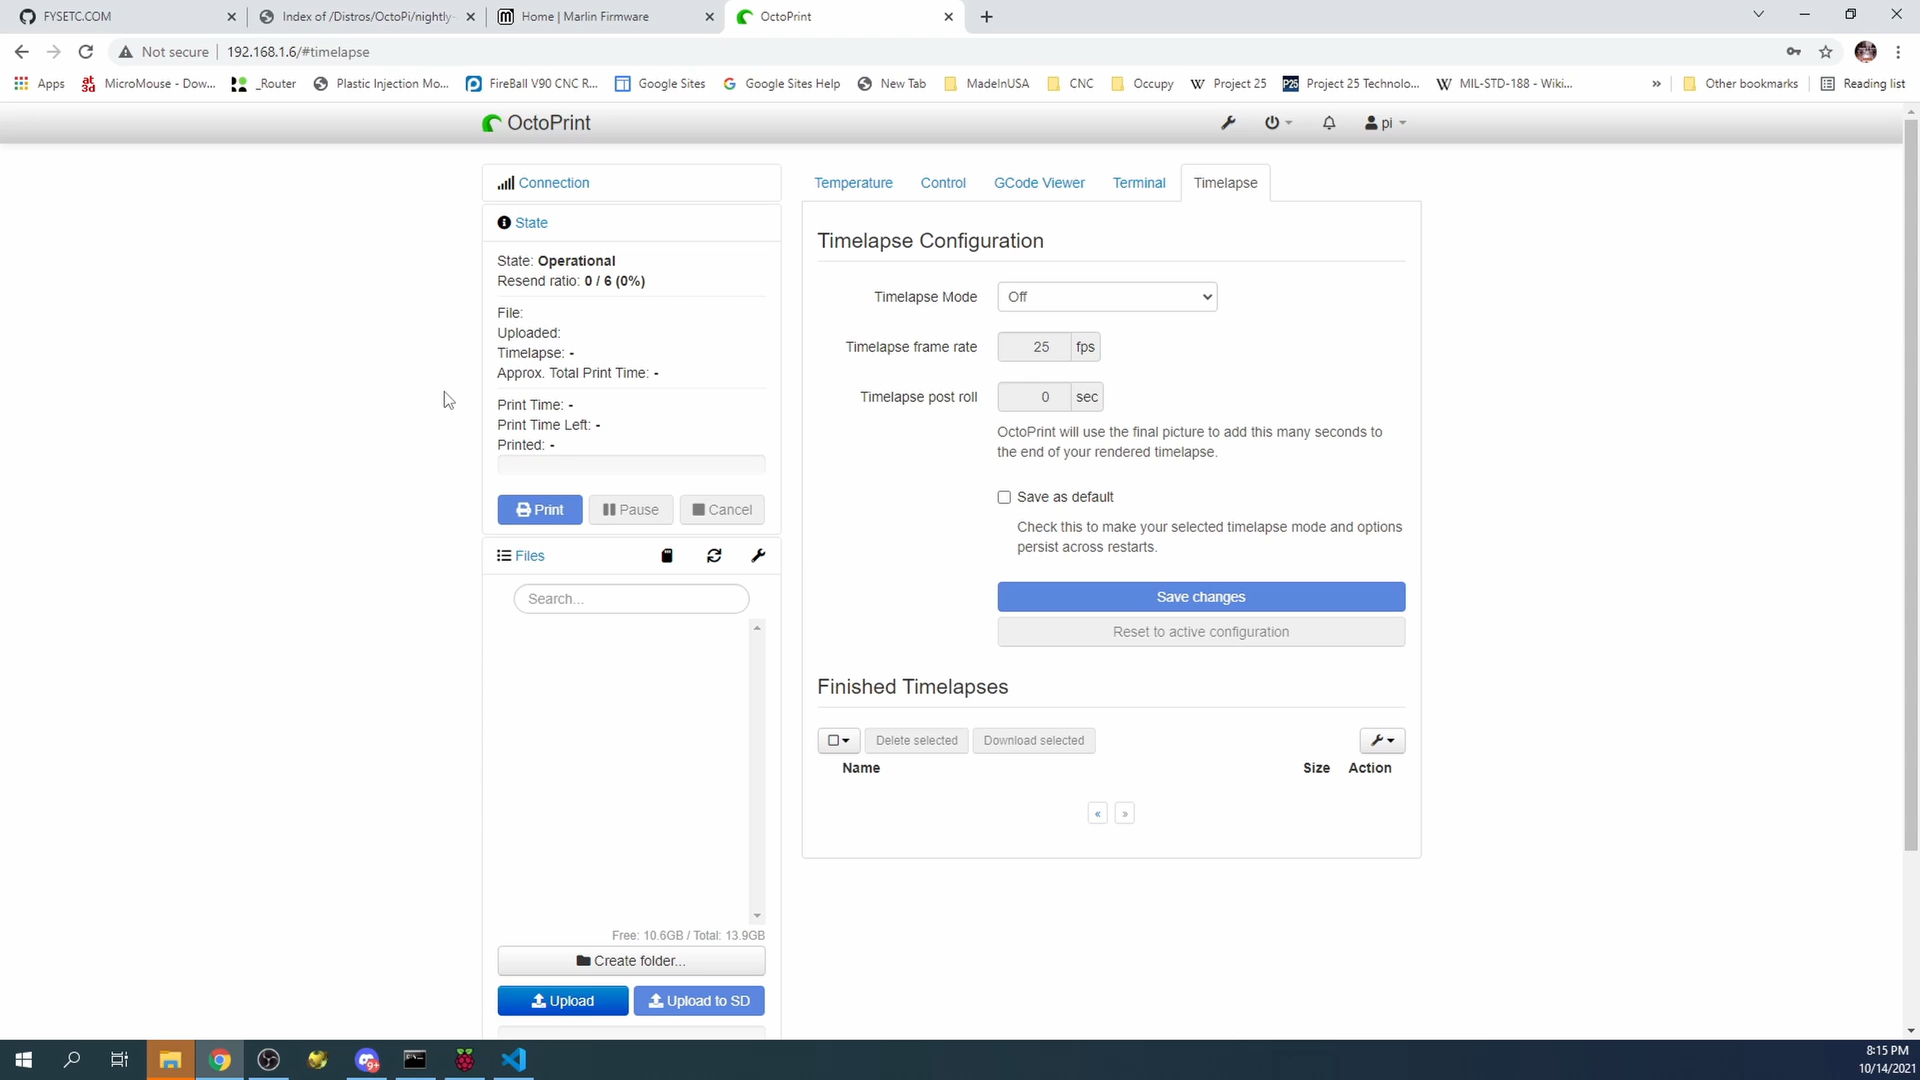 FYSETC.COM
Index of /Distros/OctoPi/nightly-
Home | Marlin Firmware
OctoPrint
Not secure
192.168.1.6/#timelapse
Apps
MicroMouse - Dow...
_Router
Plastic Injection Mo...
FireBall V90 CNC R...
Google Sites
Google Sites Help
New Tab
MadeinUSA
CNC
Occupy
Project 25
Project 25 Technolo...
MIL-STD-188 - Wiki...
»
Other bookmarks
Reading list
OctoPrint
pi
Connection
State
State: Operational
Resend ratio: 0 / 6 (0%)
File:
Uploaded:
Timelapse: -
Approx. Total Print Time: -
Print Time: -
Print Time Left: -
Printed: -
Print
Pause
Cancel
Files
Search...
Free: 10.6GB / Total: 13.9GB
Create folder...
Upload
Upload to SD
Temperature
Control
GCode Viewer
Terminal
Timelapse
Timelapse Configuration
Timelapse Mode
Off
Timelapse frame rate
25 fps
Timelapse post roll
0 sec
OctoPrint will use the final picture to add this many seconds to
the end of your rendered timelapse.
Save as default
Check this to make your selected timelapse mode and options
persist across restarts.
Save changes
Reset to active configuration
Finished Timelapses
Delete selected
Download selected
Name
Size
Action
«
»
9+
8:15 PM
10/14/2021